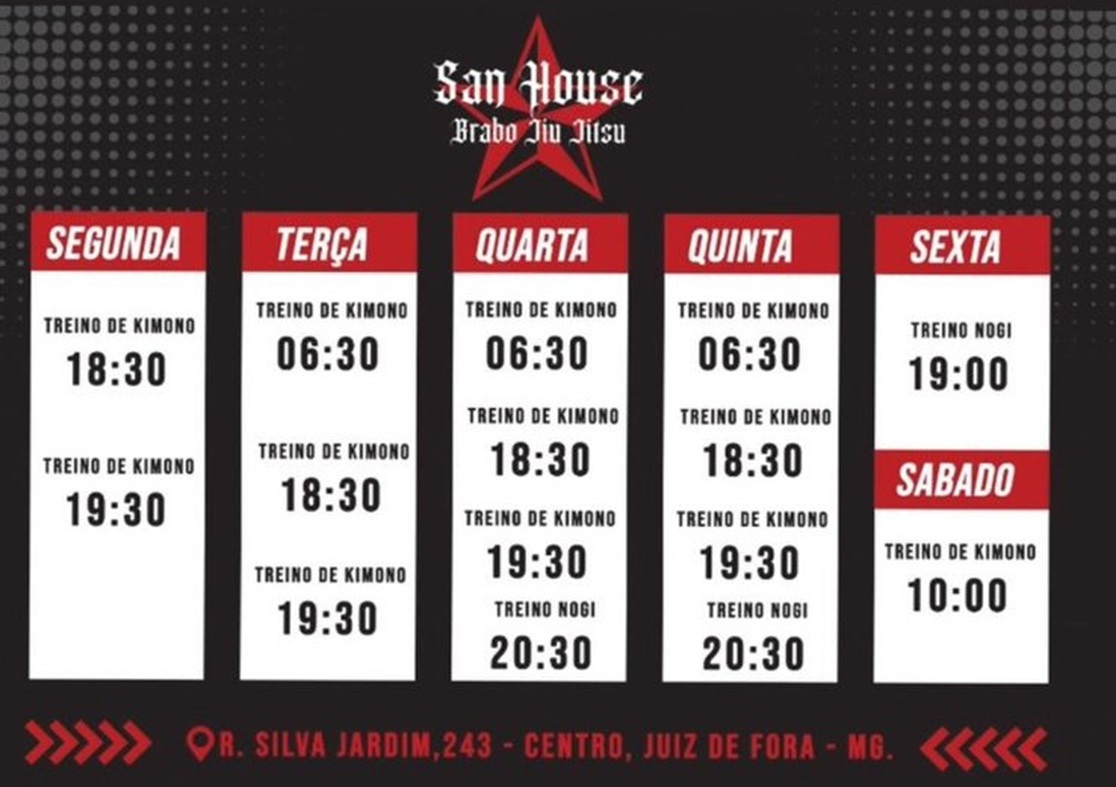 San House
Brabo Jiu Jitsu
SEGUNDA
TREINO DE KIMONO
18:30
TREINO DE KIMONO
19:30
TERÇA
TREINO DE KIMONO
06:30
TREINO DE KIMONO
18:30
TREINO DE KIMONO
19:30
QUARTA
TREINO DE KIMONO
06:30
TREINO DE KIMONO
18:30
TREINO DE KIMONO
19:30
TREINO NOGI
20:30
QUINTA
TREINO DE KIMONO
06:30
TREINO DE KIMONO
18:30
TREINO DE KIMONO
19:30
TREINO NOGI
20:30
SEXTA
TREINO NOGI
19:00
SABADO
TREINO DE KIMONO
10:00
R. SILVA JARDIM,243 - CENTRO, JUIZ DE FORA - MG.